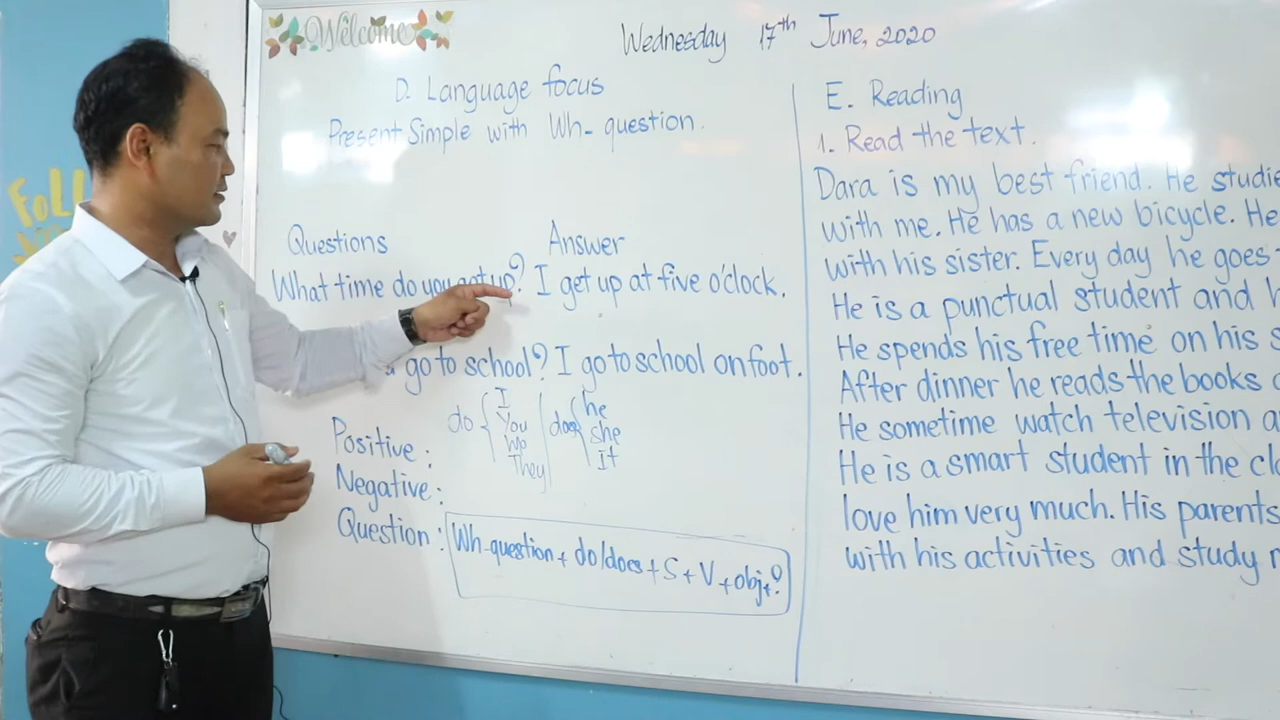 Welcome
Wednesday 17th June, 2020
FoLL
D. Language focus
Present Simple with Wh- question.
Questions Answer
What time do you get up? I get up at five o'clock.
go to school? I go to school on foot.
do { I You We They
does { he she It
Positive :
Negative :
Question : Wh-question + do/does + S + V + obj + ?
E. Reading
1. Read the text.
Dara is my best friend. He studie
with me. He has a new bicycle. He
with his sister. Every day he goes
He is a punctual student and h
He spends his free time on his s
After dinner he reads the books
He sometime watch television a
He is a smart student in the cla
love him very much. His parents
with his activities and study